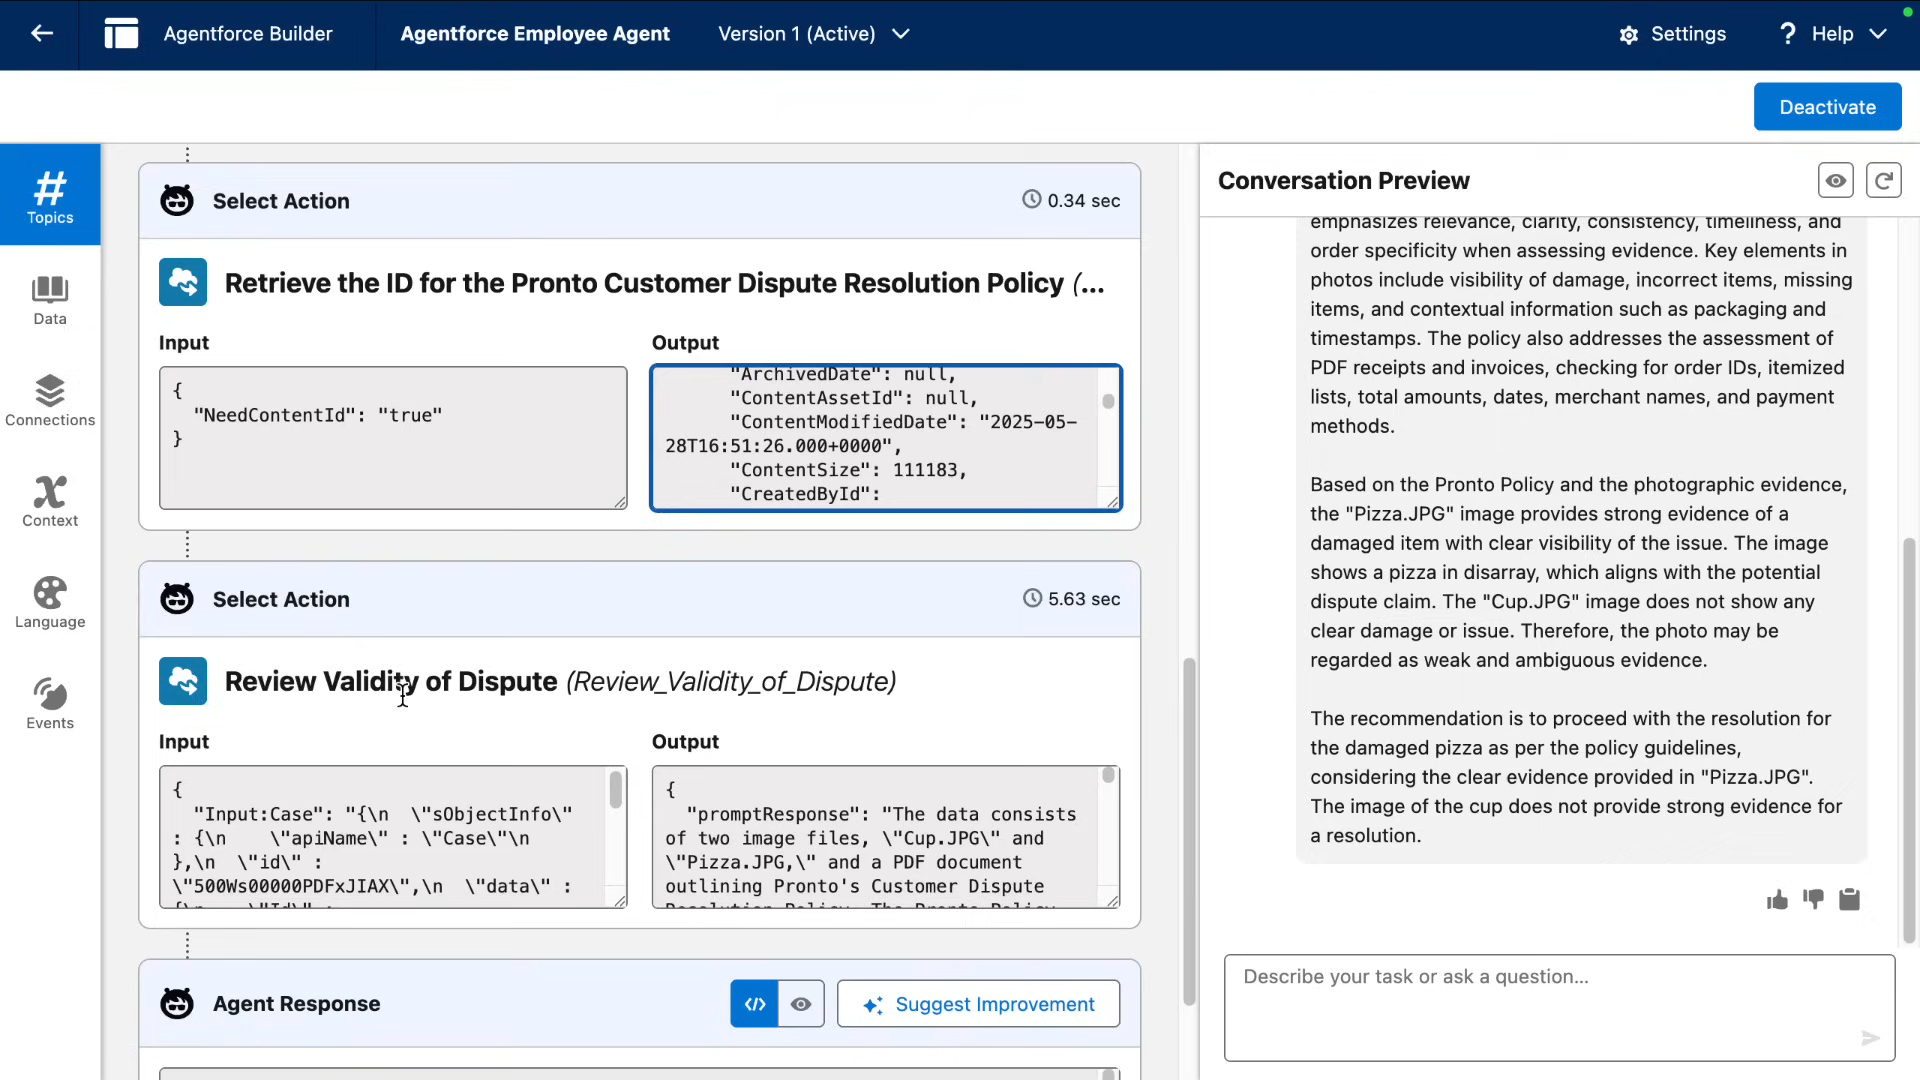 Agentforce Builder
Agentforce Employee Agent
Version 1 (Active)
Settings
? Help
Deactivate
# Topics
Data
Connections
Context
Language
Events
Select Action
0.34 sec
Retrieve the ID for the Pronto Customer Dispute Resolution Policy (...
Input
Output
{
"NeedContentId": "true"
}
"ArchivedDate": null,
"ContentAssetId": null,
"ContentModifiedDate": "2025-05-
28T16:51:26.000+0000",
"ContentSize": 111183,
"CreatedById":
Select Action
5.63 sec
Review Validity of Dispute (Review_Validity_of_Dispute)
Input
Output
{
"Input:Case": "{\n  \"sObjectInfo\"
: {\n    \"apiName\" : \"Case\"\n
},\n  \"id\" :
\"500Ws00000PDFxJIAX\",\n  \"data\" :
{\n    \"Id\" :
{
"promptResponse": "The data consists
of two image files, \"Cup.JPG\" and
\"Pizza.JPG,\" and a PDF document
outlining Pronto's Customer Dispute
Resolution Policy. The Pronto Policy
Agent Response
</>
Suggest Improvement
Conversation Preview
emphasizes relevance, clarity, consistency, timeliness, and
order specificity when assessing evidence. Key elements in
photos include visibility of damage, incorrect items, missing
items, and contextual information such as packaging and
timestamps. The policy also addresses the assessment of
PDF receipts and invoices, checking for order IDs, itemized
lists, total amounts, dates, merchant names, and payment
methods.
Based on the Pronto Policy and the photographic evidence,
the "Pizza.JPG" image provides strong evidence of a
damaged item with clear visibility of the issue. The image
shows a pizza in disarray, which aligns with the potential
dispute claim. The "Cup.JPG" image does not show any
clear damage or issue. Therefore, the photo may be
regarded as weak and ambiguous evidence.
The recommendation is to proceed with the resolution for
the damaged pizza as per the policy guidelines,
considering the clear evidence provided in "Pizza.JPG".
The image of the cup does not provide strong evidence for
a resolution.
Describe your task or ask a question...